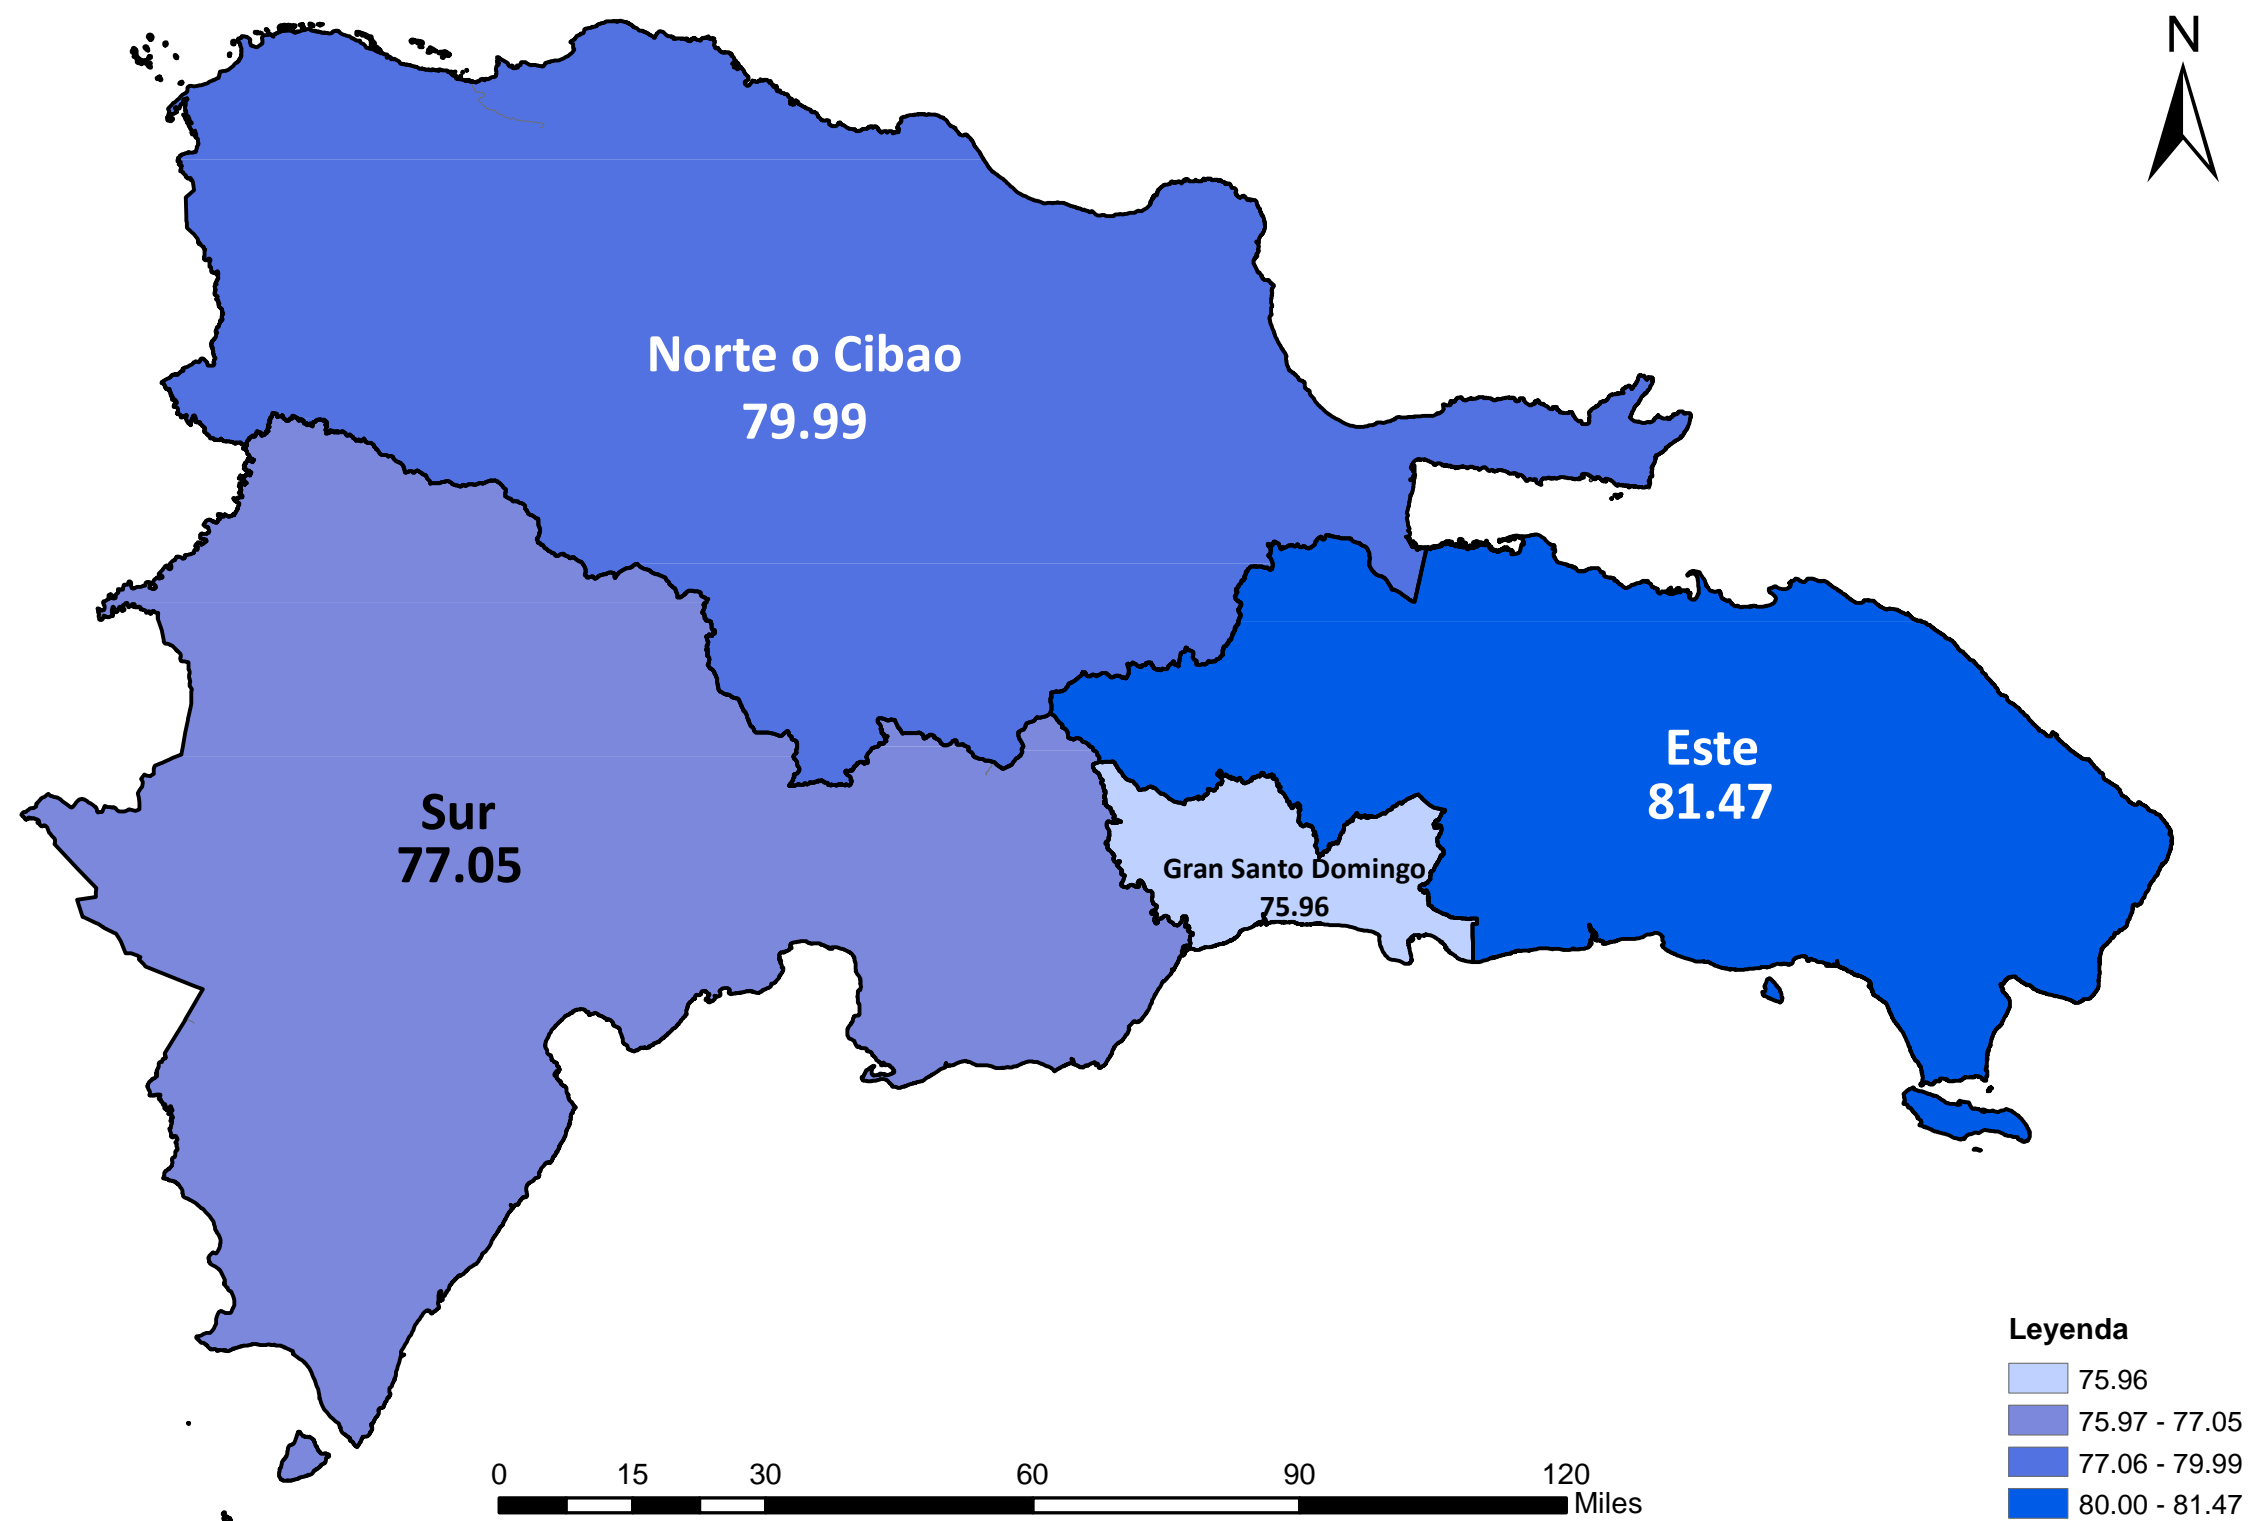 N
Norte o Cibao
79.99
Este
81.47
Sur
77.05
Gran Santo Domingo
75.96
Leyenda
75.96
75.97 - 77.05
77.06 - 79.99
80.00 - 81.47
0 15 30 60 90 120
Miles